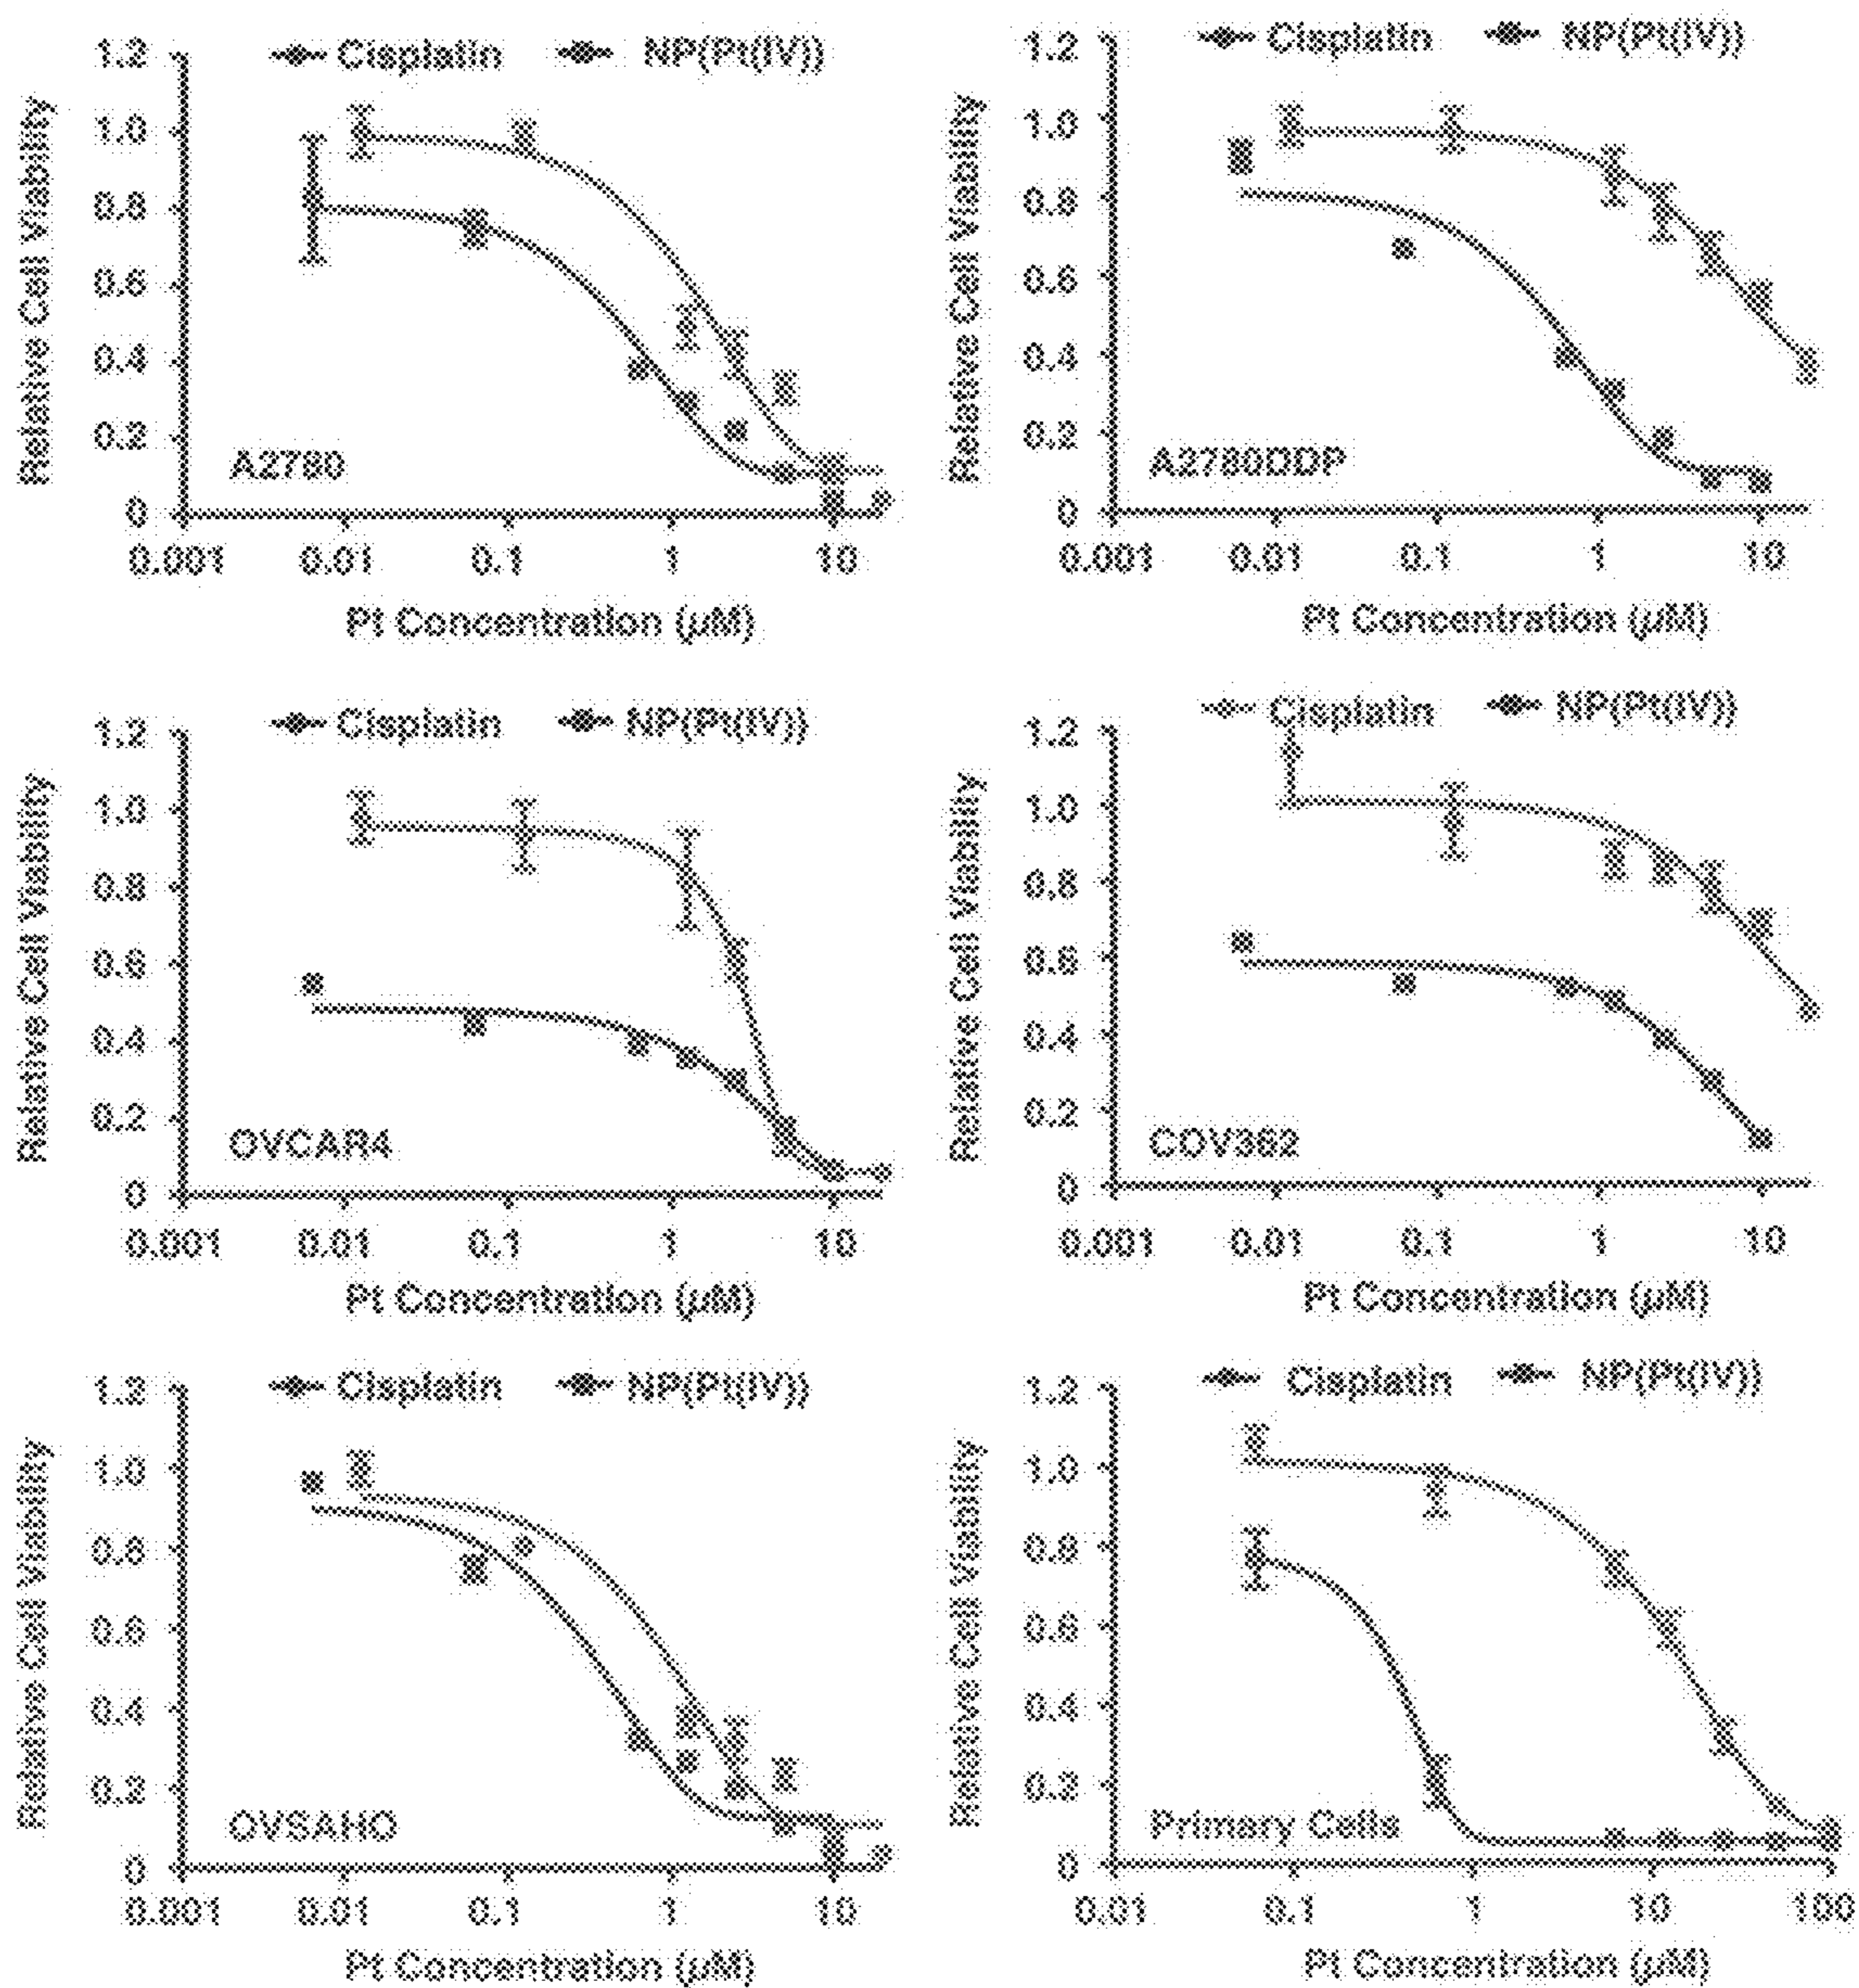 Cisplatin NP(Pt(IV))
Relative Cell Viability
1.2
1.0
0.8
0.6
0.4
0.2
0
A2780
0.001 0.01 0.1 1 10
Pt Concentration (μM)
Cisplatin NP(Pt(IV))
Relative Cell Viability
1.2
1.0
0.8
0.6
0.4
0.2
0
A2780DDP
0.001 0.01 0.1 1 10
Pt Concentration (μM)
Cisplatin NP(Pt(IV))
Relative Cell Viability
1.2
1.0
0.8
0.6
0.4
0.2
0
OVCAR4
0.001 0.01 0.1 1 10
Pt Concentration (μM)
Cisplatin NP(Pt(IV))
Relative Cell Viability
1.2
1.0
0.8
0.6
0.4
0.2
0
COV362
0.001 0.01 0.1 1 10
Pt Concentration (μM)
Cisplatin NP(Pt(IV))
Relative Cell Viability
1.2
1.0
0.8
0.6
0.4
0.2
0
OVSAHO
0.001 0.01 0.1 1 10
Pt Concentration (μM)
Cisplatin NP(Pt(IV))
Relative Cell Viability
1.2
1.0
0.8
0.6
0.4
0.2
0
Primary Cells
0.01 0.1 1 10 100
Pt Concentration (μM)